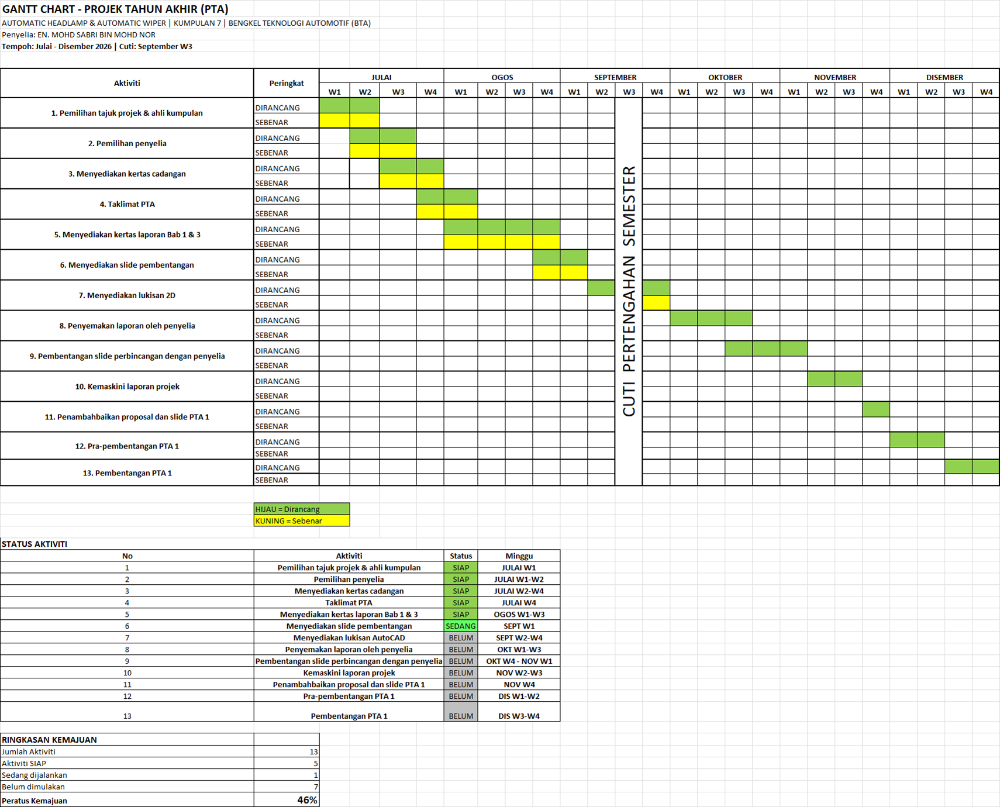 GANTT CHART - PROJEK TAHUN AKHIR (PTA)
AUTOMATIC HEADLAMP & AUTOMATIC WIPER | KUMPULAN 7 | BENGKEL TEKNOLOGI AUTOMOTIF (BTA)
Penyelia: EN. MOHD SABRI BIN MOHD NOR
Tempoh: Julai - Disember 2026 | Cuti: September W3
Aktiviti Peringkat JULAI OGOS SEPTEMBER OKTOBER NOVEMBER DISEMBER
W1 W2 W3 W4 W1 W2 W3 W4 W1 W2 W3 W4 W1 W2 W3 W4 W1 W2 W3 W4 W1 W2 W3 W4
1. Pemilihan tajuk projek & ahli kumpulan
DIRANCANG
SEBENAR
2. Pemilihan penyelia
DIRANCANG
SEBENAR
3. Menyediakan kertas cadangan
DIRANCANG
SEBENAR
4. Taklimat PTA
DIRANCANG
SEBENAR
5. Menyediakan kertas laporan Bab 1 & 3
DIRANCANG
SEBENAR
6. Menyediakan slide pembentangan
DIRANCANG
SEBENAR
7. Menyediakan lukisan 2D
DIRANCANG
SEBENAR
8. Penyemakan laporan oleh penyelia
DIRANCANG
SEBENAR
9. Pembentangan slide perbincangan dengan penyelia
DIRANCANG
SEBENAR
10. Kemaskini laporan projek
DIRANCANG
SEBENAR
11. Penambahbaikan proposal dan slide PTA 1
DIRANCANG
SEBENAR
12. Pra-pembentangan PTA 1
DIRANCANG
SEBENAR
13. Pembentangan PTA 1
DIRANCANG
SEBENAR
CUTI PERTENGAHAN SEMESTER
HIJAU = Dirancang
KUNING = Sebenar
STATUS AKTIVITI
No Aktiviti Status Minggu
1 Pemilihan tajuk projek & ahli kumpulan SIAP JULAI W1
2 Pemilihan penyelia SIAP JULAI W1-W2
3 Menyediakan kertas cadangan SIAP JULAI W2-W4
4 Taklimat PTA SIAP JULAI W4
5 Menyediakan kertas laporan Bab 1 & 3 SIAP OGOS W1-W3
6 Menyediakan slide pembentangan SEDANG SEPT W1
7 Menyediakan lukisan AutoCAD BELUM SEPT W2-W4
8 Penyemakan laporan oleh penyelia BELUM OKT W1-W3
9 Pembentangan slide perbincangan dengan penyelia BELUM OKT W4 - NOV W1
10 Kemaskini laporan projek BELUM NOV W2-W3
11 Penambahbaikan proposal dan slide PTA 1 BELUM NOV W4
12 Pra-pembentangan PTA 1 BELUM DIS W1-W2
13 Pembentangan PTA 1 BELUM DIS W3-W4
RINGKASAN KEMAJUAN
Jumlah Aktiviti 13
Aktiviti SIAP 5
Sedang dijalankan 1
Belum dimulakan 7
Peratus Kemajuan 46%